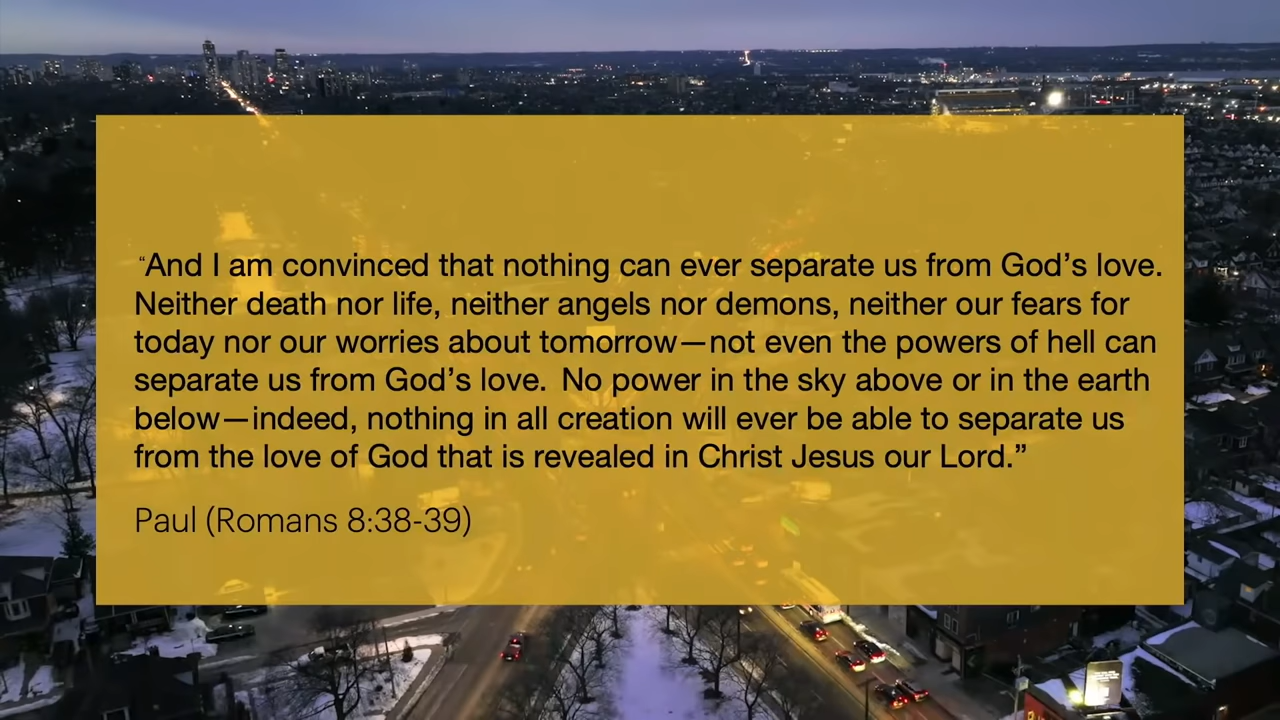 “And I am convinced that nothing can ever separate us from God’s love.
Neither death nor life, neither angels nor demons, neither our fears for
today nor our worries about tomorrow—not even the powers of hell can
separate us from God’s love.  No power in the sky above or in the earth
below—indeed, nothing in all creation will ever be able to separate us
from the love of God that is revealed in Christ Jesus our Lord.”
Paul (Romans 8:38-39)